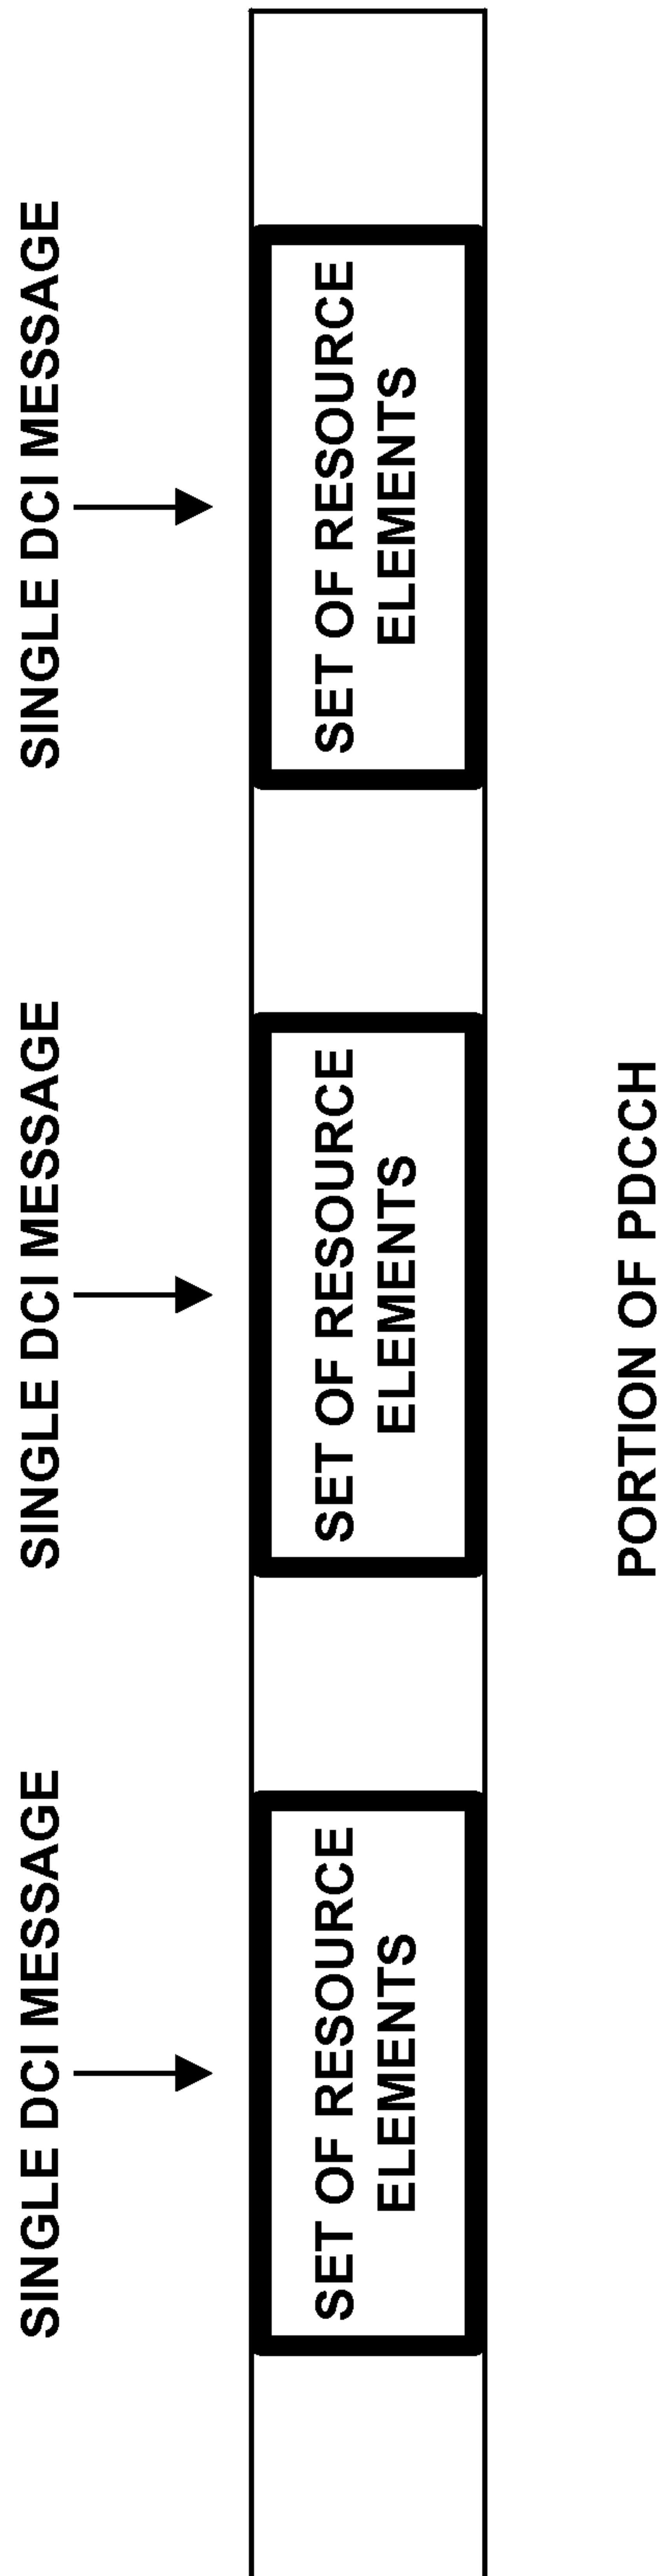 SINGLE DCI MESSAGE
SINGLE DCI MESSAGE
SINGLE DCI MESSAGE
SET OF RESOURCE
ELEMENTS
SET OF RESOURCE
ELEMENTS
SET OF RESOURCE
ELEMENTS
PORTION OF PDCCH